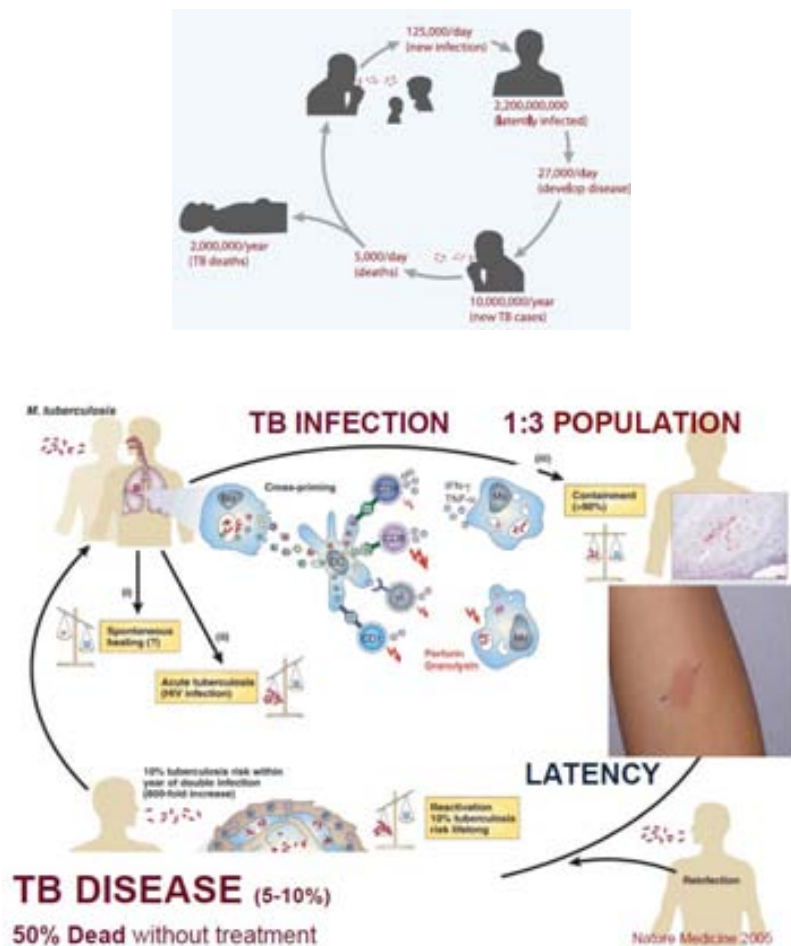 125,000/day
(new infection)
2,200,000,000
(latently infected)
27,000/day
(develop disease)
2,000,000/year
(TB deaths)
5,000/day
(deaths)
10,000,000/year
(new TB cases)
M. tuberculosis
TB INFECTION
1:3 POPULATION
(iii)
Cross-priming
IFN-γ
TNF-α
Containment
(>90%)
DC
(i)
(ii)
Spontaneous
healing (?)
Perforin
Granulysin
Acute tuberculosis
(HIV infection)
10% tuberculosis risk within
year of double infection
(800-fold increase)
LATENCY
Reactivation
10% tuberculosis
risk lifelong
Reinfection
TB DISEASE (5-10%)
50% Dead without treatment
Nature Medicine 2005